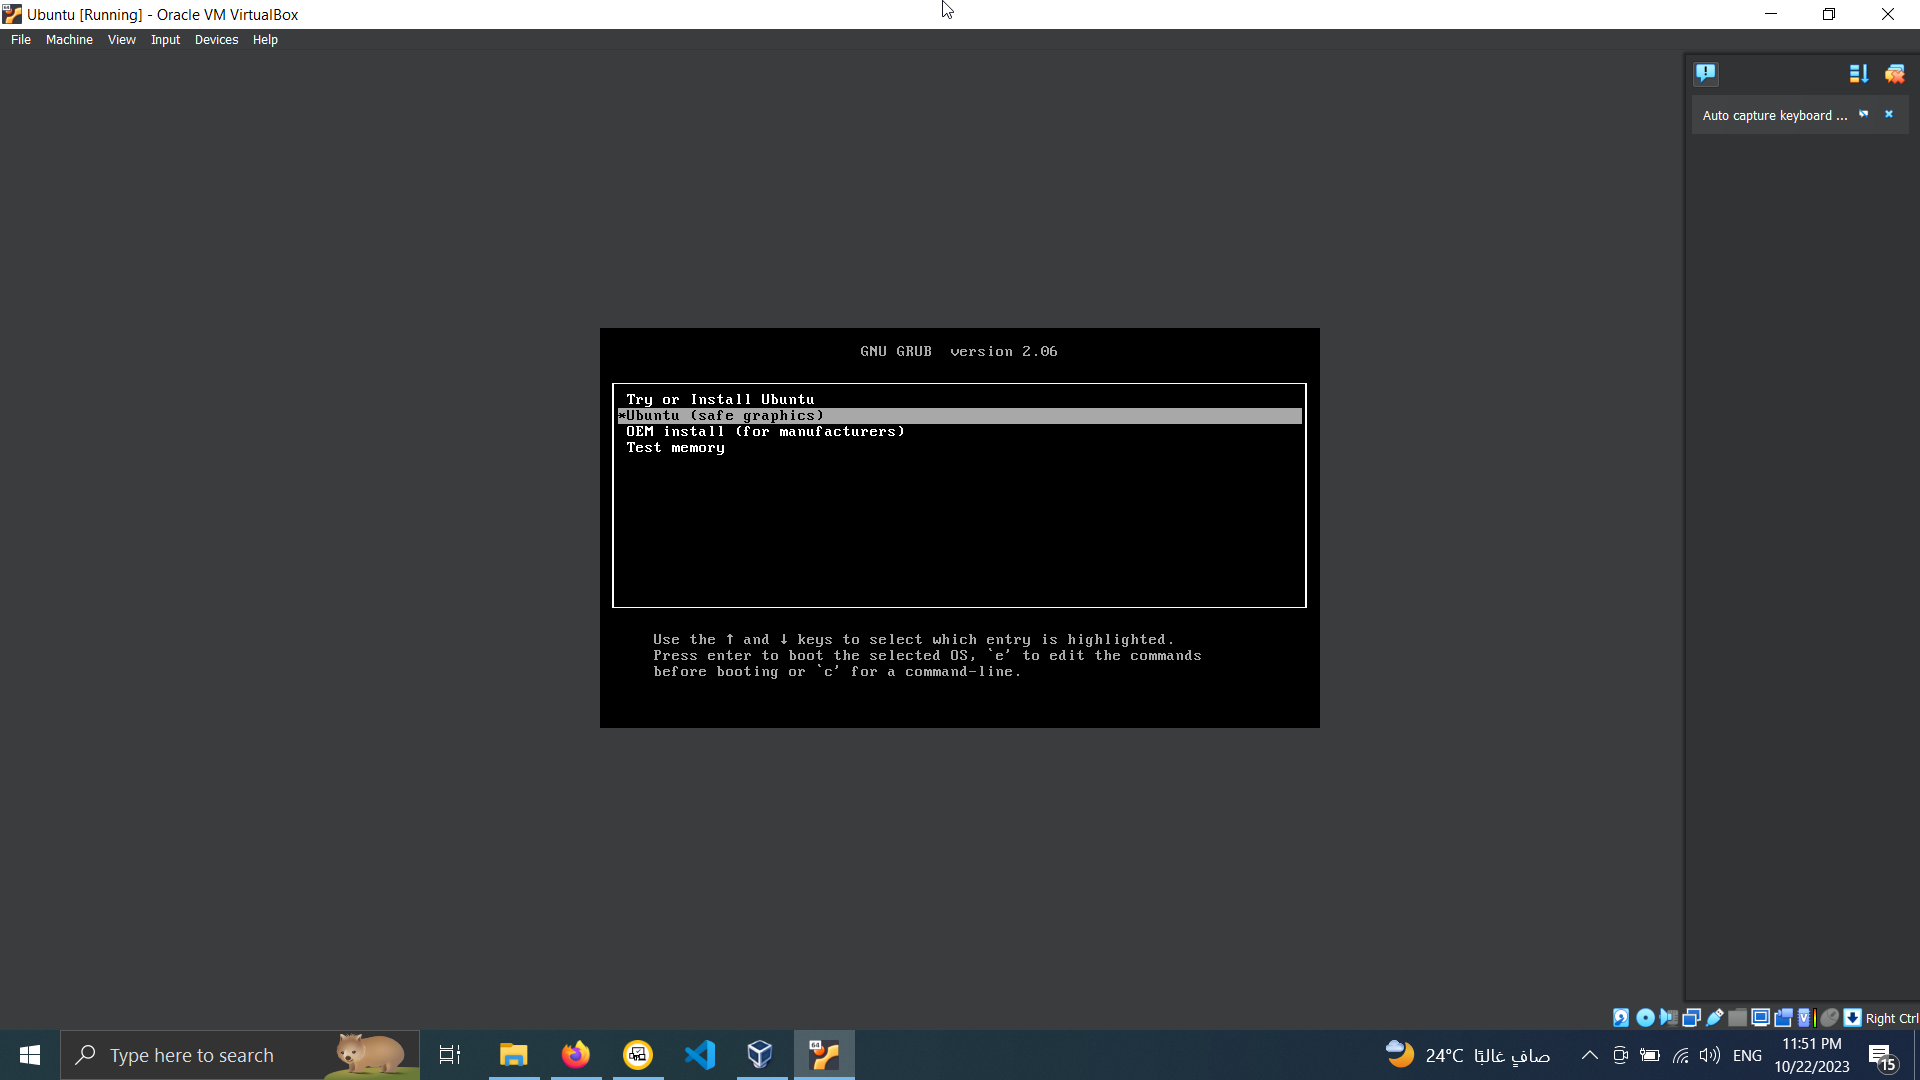 Ubuntu [Running] - Oracle VM VirtualBox
File Machine View Input Devices Help
Auto capture keyboard ...
GNU GRUB version 2.06
Try or Install Ubuntu
*Ubuntu (safe graphics)
OEM install (for manufacturers)
Test memory
Use the ↑ and ↓ keys to select which entry is highlighted.
Press enter to boot the selected OS, `e' to edit the commands
before booting or `c' for a command-line.
Right Ctrl
Type here to search
64
24°C صافٍ غالبًا
ENG
11:51 PM
10/22/2023
15